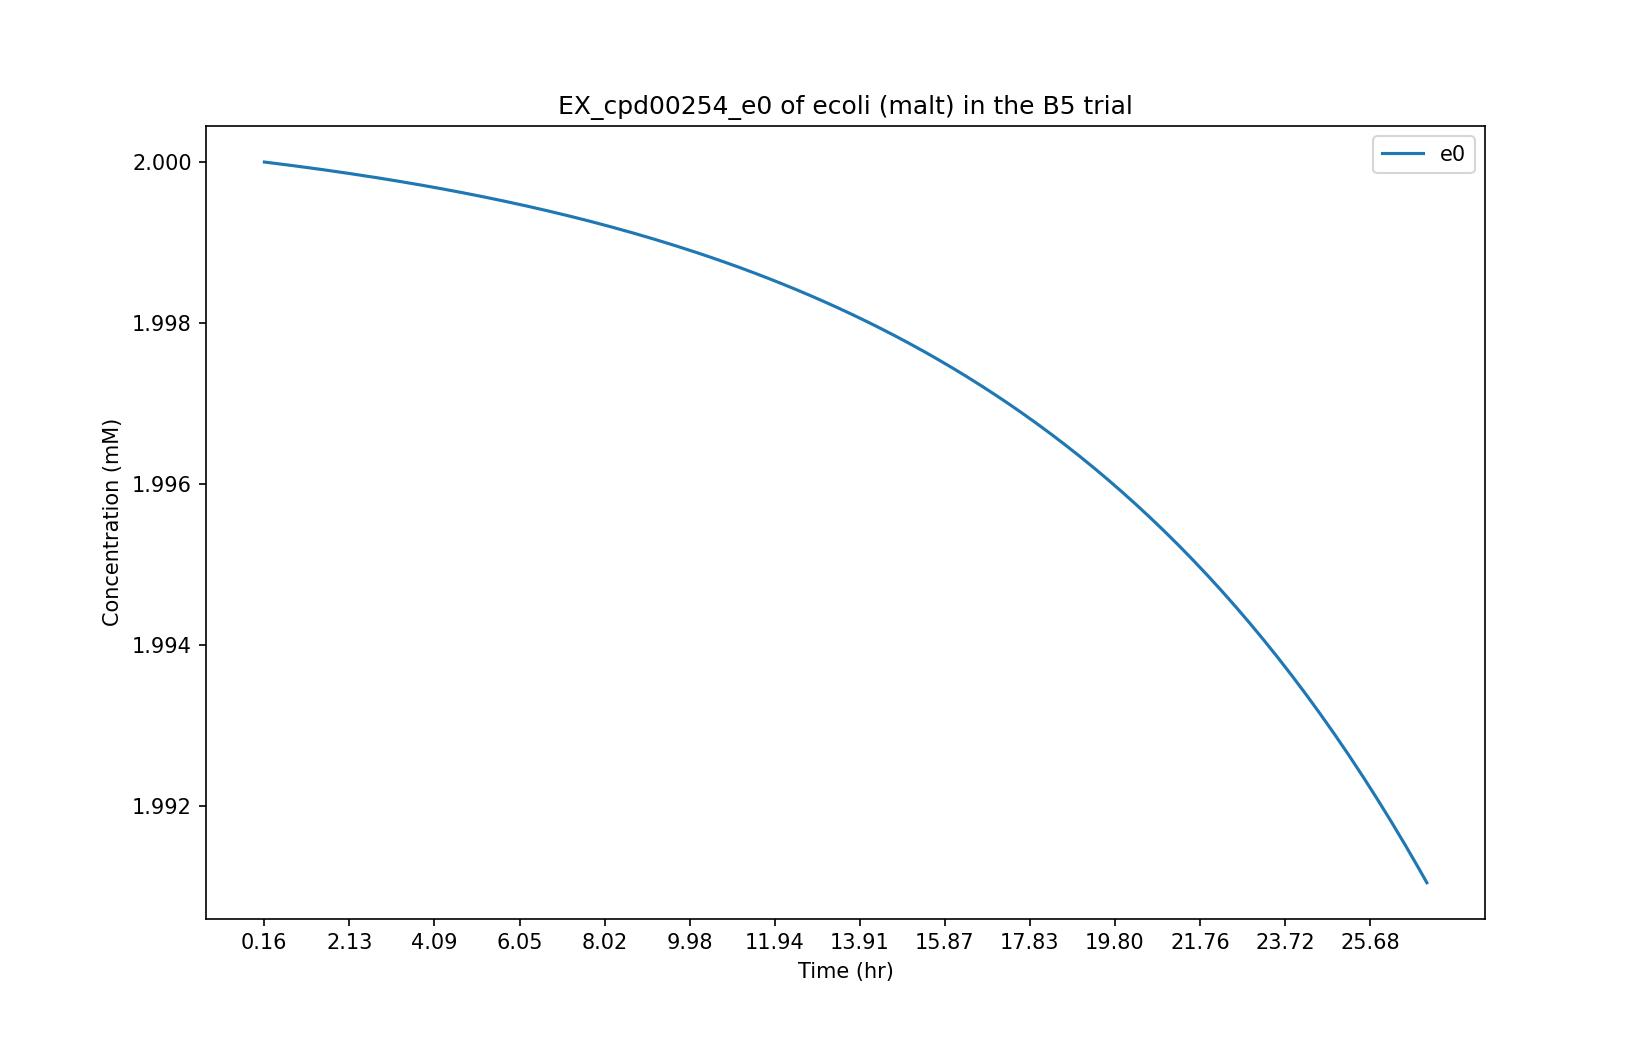 EX_cpd00254_e0 of ecoli (malt) in the B5 trial
e0
2.000
1.998
1.996
1.994
1.992
Concentration (mM)
0.16 2.13 4.09 6.05 8.02 9.98 11.94 13.91 15.87 17.83 19.80 21.76 23.72 25.68
Time (hr)